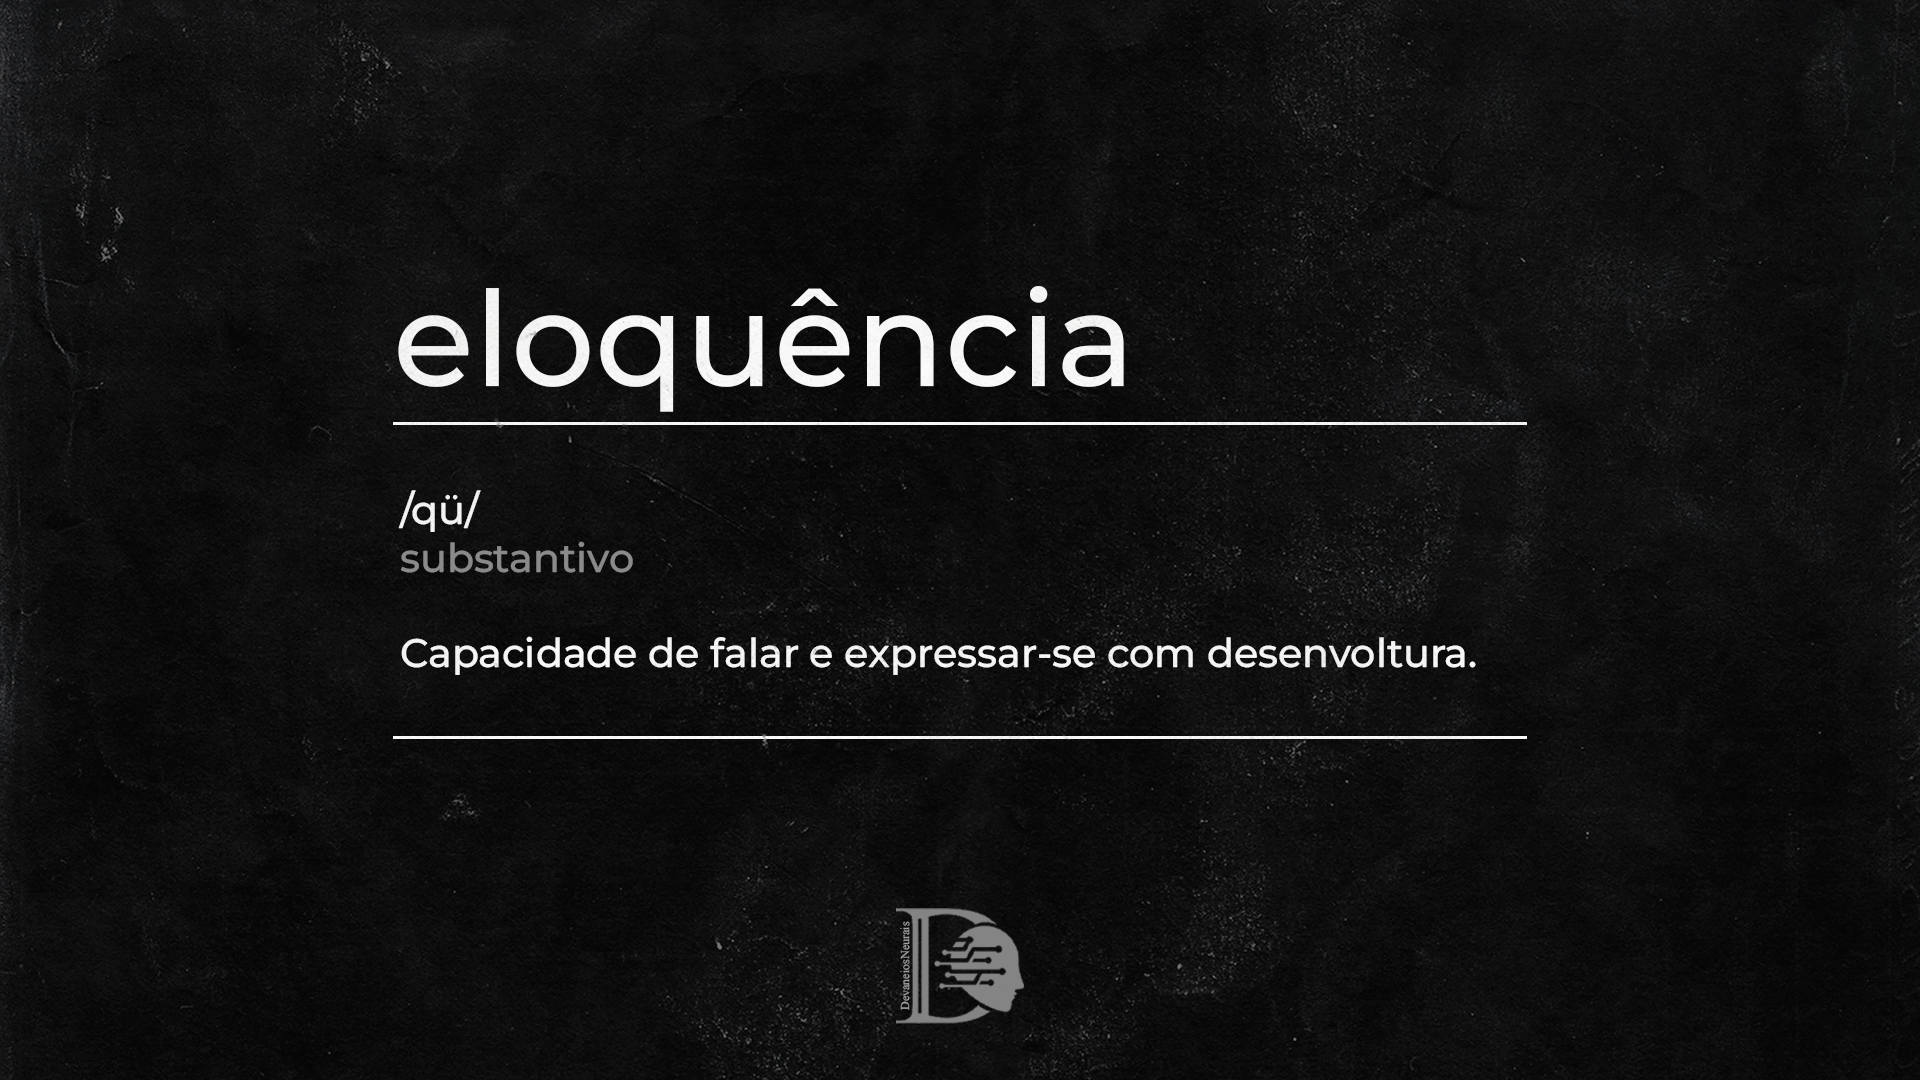 eloquência
/qü/
substantivo
Capacidade de falar e expressar-se com desenvoltura.
DevaneiosNeurais